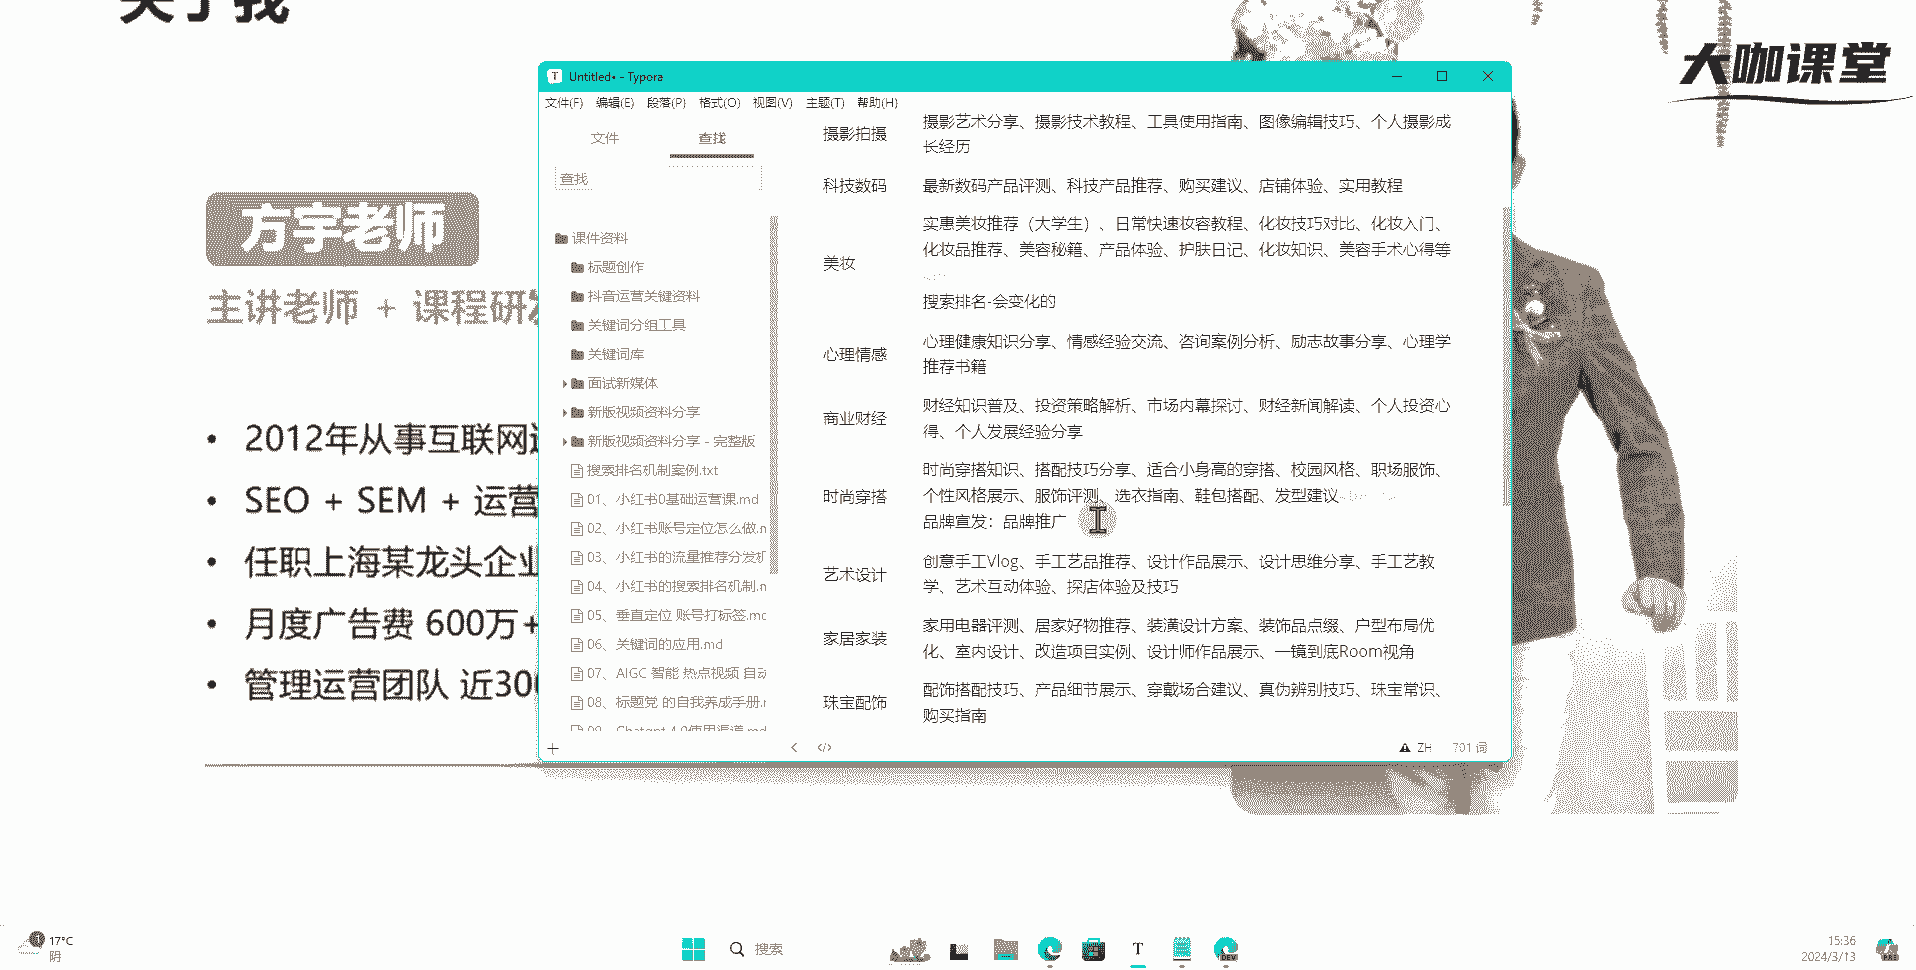 关于我
大咖课堂
方宇老师
主讲老师 + 课程研发
2012年从事互联网
SEO + SEM + 运营
任职上海某龙头企业
月度广告费 600万+
管理运营团队 近30
Untitled• - Typora
文件(F) 编辑(E) 段落(P) 格式(O) 视图(V) 主题(T) 帮助(H)
文件 查找
查找
课件资料
标题创作
抖音运营关键资料
关键词分组工具
关键词库
面试新媒体
新版视频资料分享
新版视频资料分享 - 完整版
搜索排名机制案例.txt
01、小红书0基础运营课.md
02、小红书账号定位怎么做.m
03、小红书的流量推荐分发机
04、小红书的搜索排名机制.m
05、垂直定位 账号打标签.md
06、关键词的应用.md
07、AIGC 智能 热点视频 自动
08、标题党 的自我养成手册.m
09、Chatgpt 4.0使用渠道.md
摄影拍摄
摄影艺术分享、摄影技术教程、工具使用指南、图像编辑技巧、个人摄影成
长经历
科技数码
最新数码产品评测、科技产品推荐、购买建议、店铺体验、实用教程
美妆
实惠美妆推荐（大学生）、日常快速妆容教程、化妆技巧对比、化妆入门、
化妆品推荐、美容秘籍、产品体验、护肤日记、化妆知识、美容手术心得等
搜索排名-会变化的
心理情感
心理健康知识分享、情感经验交流、咨询案例分析、励志故事分享、心理学
推荐书籍
商业财经
财经知识普及、投资策略解析、市场内幕探讨、财经新闻解读、个人投资心
得、个人发展经验分享
时尚穿搭
时尚穿搭知识、搭配技巧分享、适合小身高的穿搭、校园风格、职场服饰、
个性风格展示、服饰评测、选衣指南、鞋包搭配、发型建议
品牌宣发：品牌推广
艺术设计
创意手工Vlog、手工艺品推荐、设计作品展示、设计思维分享、手工艺教
学、艺术互动体验、探店体验及技巧
家居家装
家用电器评测、居家好物推荐、装潢设计方案、装饰品点缀、户型布局优
化、室内设计、改造项目实例、设计师作品展示、一镜到底Room视角
珠宝配饰
配饰搭配技巧、产品细节展示、穿戴场合建议、真伪辨别技巧、珠宝常识、
购买指南
ZH 701 词
17°C
阴
搜索
DEV
15:36
2024/3/13
PRE